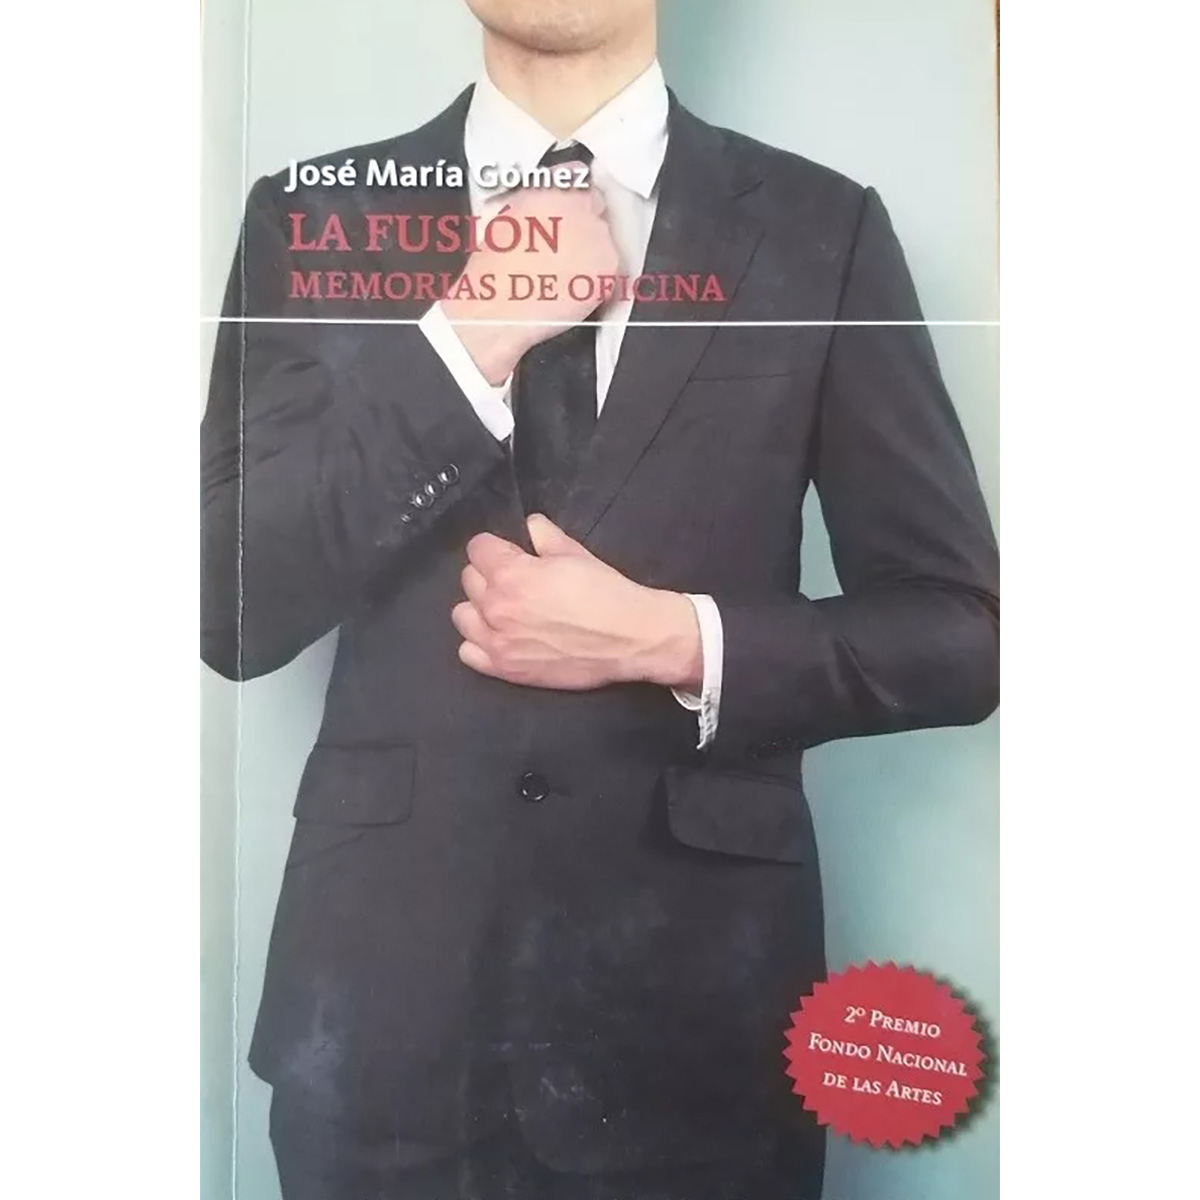 José María Gómez
LA FUSIÓN
MEMORIAS DE OFICINA
2º PREMIO
FONDO NACIONAL
DE LAS ARTES